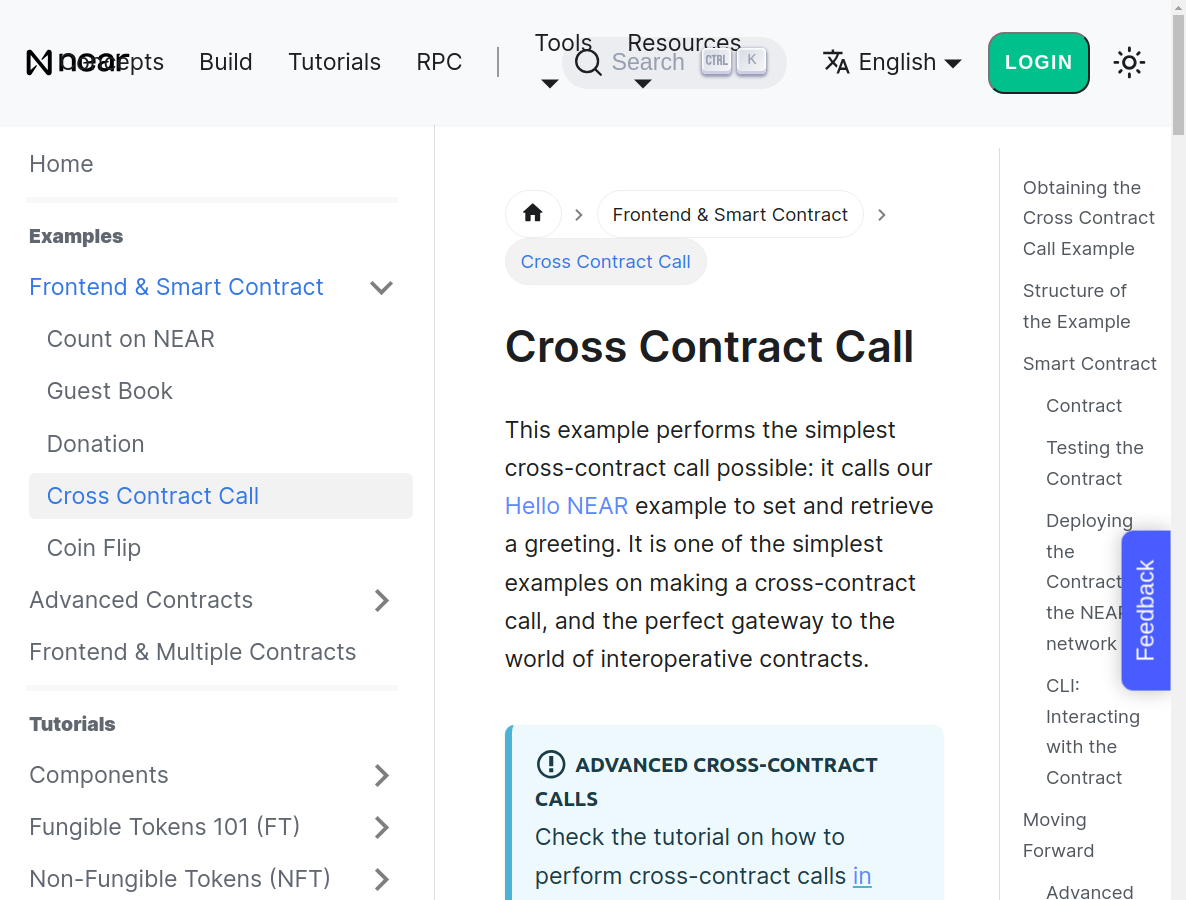 near
Concepts
Build
Tutorials
RPC
Tools
Resources
Search
CTRL
K
English
LOGIN
Home
Examples
Frontend & Smart Contract
Count on NEAR
Guest Book
Donation
Cross Contract Call
Coin Flip
Advanced Contracts
Frontend & Multiple Contracts
Tutorials
Components
Fungible Tokens 101 (FT)
Non-Fungible Tokens (NFT)
Frontend & Smart Contract
Cross Contract Call
Cross Contract Call
This example performs the simplest
cross-contract call possible: it calls our
Hello NEAR example to set and retrieve
a greeting. It is one of the simplest
examples on making a cross-contract
call, and the perfect gateway to the
world of interoperative contracts.
ADVANCED CROSS-CONTRACT
CALLS
Check the tutorial on how to
perform cross-contract calls in
Obtaining the
Cross Contract
Call Example
Structure of
the Example
Smart Contract
Contract
Testing the
Contract
Deploying
the
Contract
the NEAR
network
CLI:
Interacting
with the
Contract
Moving
Forward
Advanced
Feedback